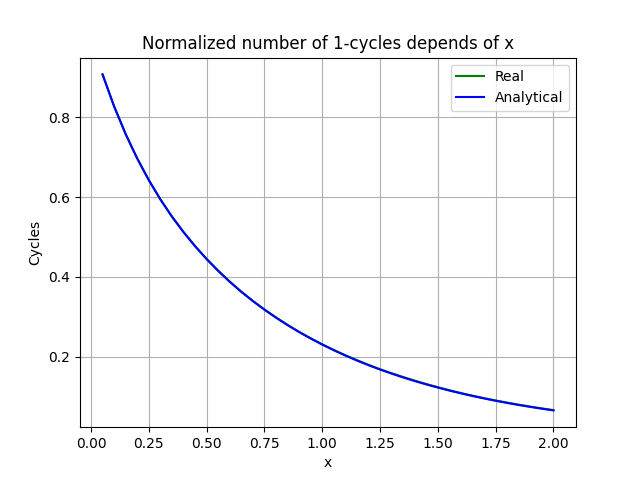 Normalized number of 1-cycles depends of x
Real
Analytical
Cycles
0.8
0.6
0.4
0.2
0.00 0.25 0.50 0.75 1.00 1.25 1.50 1.75 2.00
x